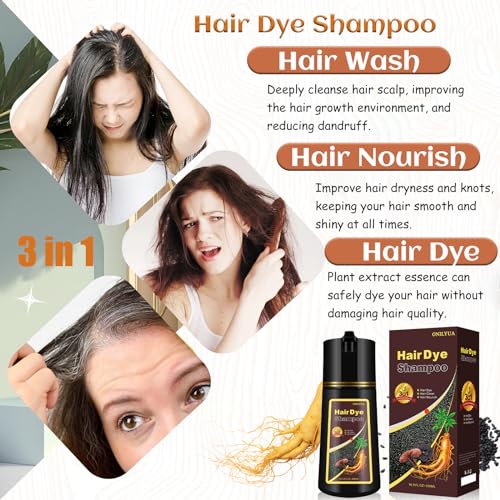 Hair Dye Shampoo
Hair Wash
Deeply cleanse hair scalp, improving
the hair growth environment, and
reducing dandruff.
Hair Nourish
Improve hair dryness and knots,
keeping your hair smooth and
shiny at all times.
3 in 1
Hair Dye
Plant extract essence can
safely dye your hair without
damaging hair quality.
Hair Dye
Shampoo
ONILYUA
Hair Dye
Shampoo
3in1